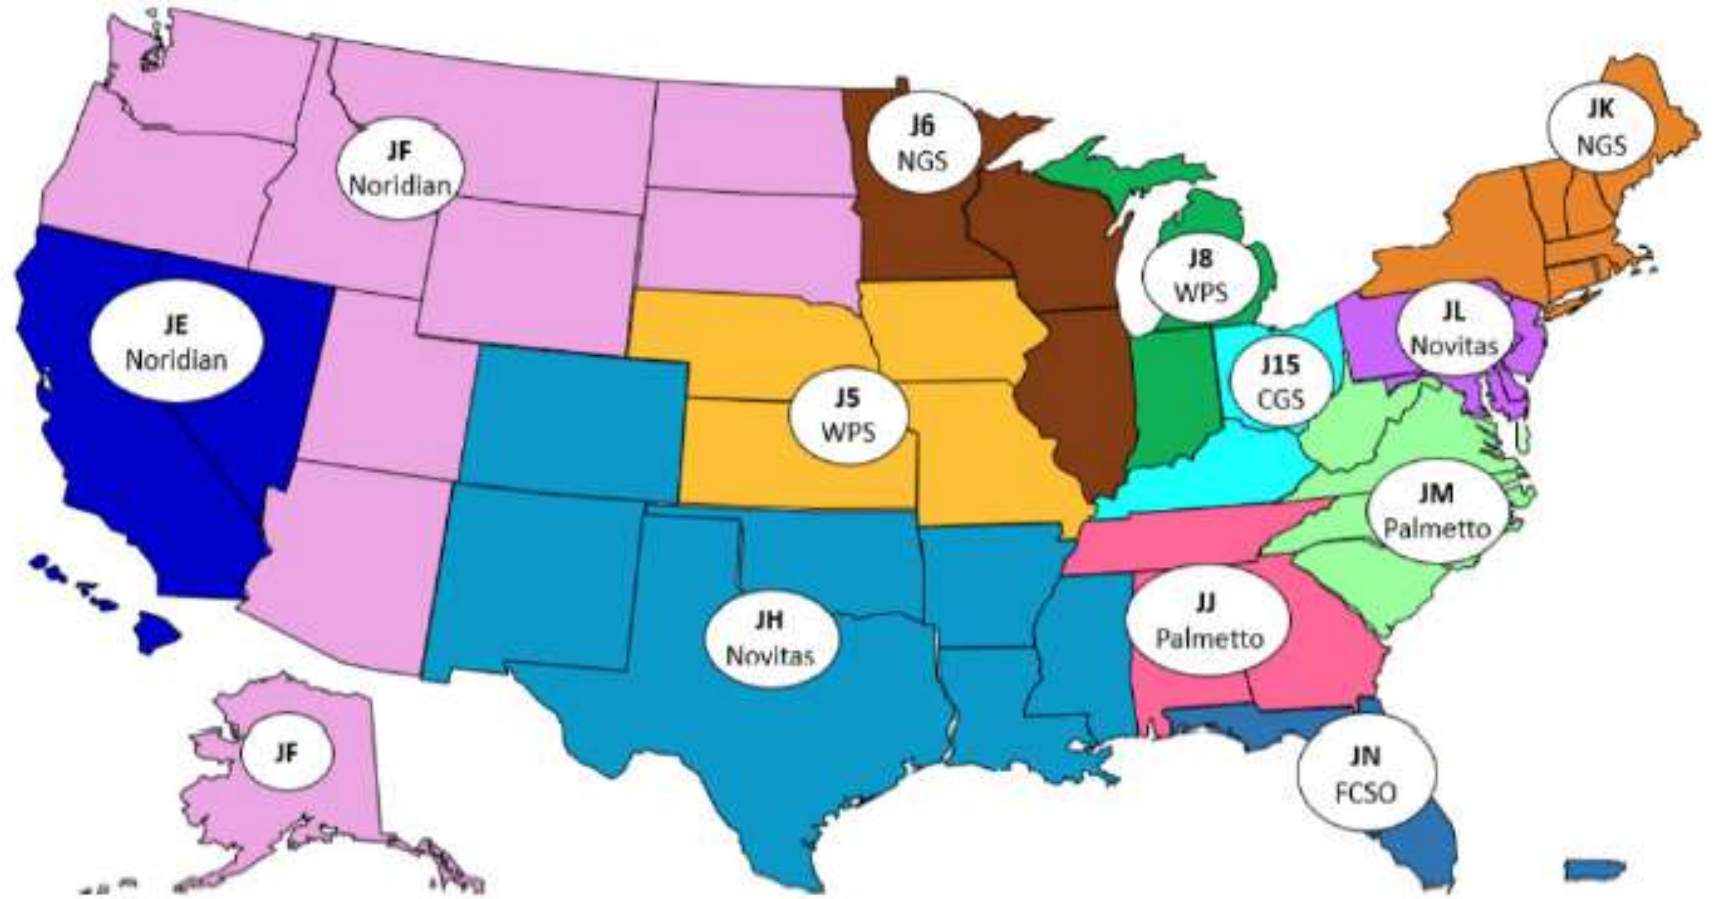 JF
Noridian
J6
NGS
JK
NGS
J8
WPS
JE
Noridian
JL
Novitas
J15
CGS
J5
WPS
JM
Palmetto
JH
Novitas
JJ
Palmetto
JF
JN
FCSO